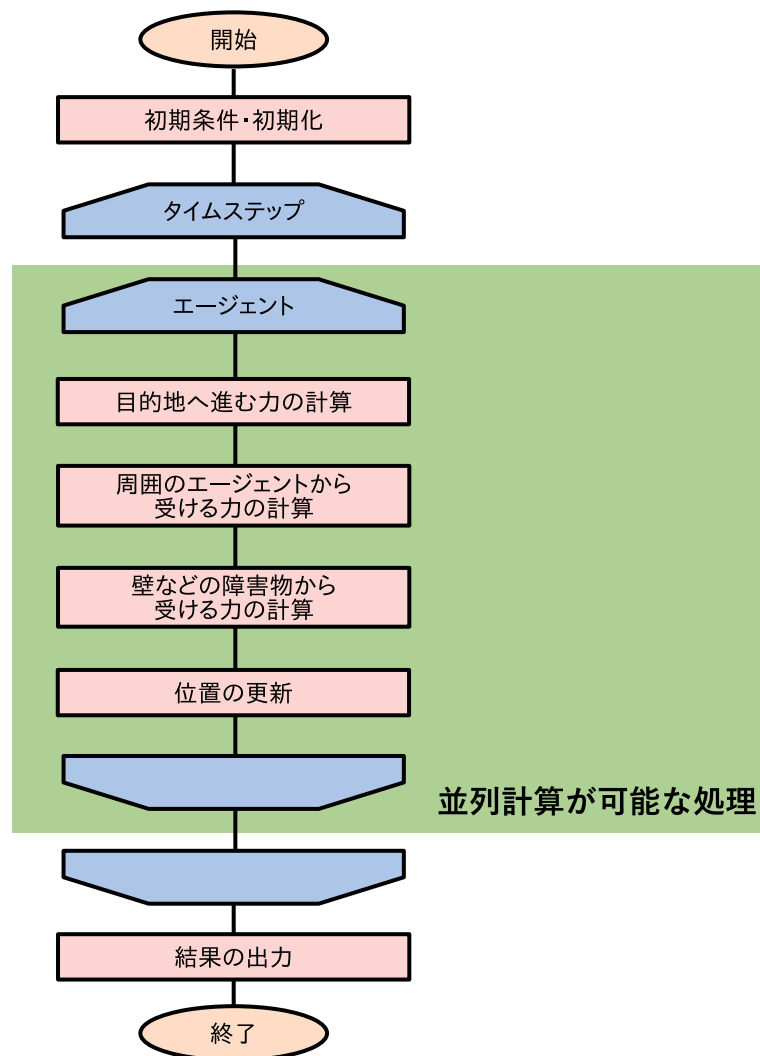 開始
初期条件・初期化
タイムステップ
エージェント
目的地へ進む力の計算
周囲のエージェントから
受ける力の計算
壁などの障害物から
受ける力の計算
位置の更新
並列計算が可能な処理
結果の出力
終了